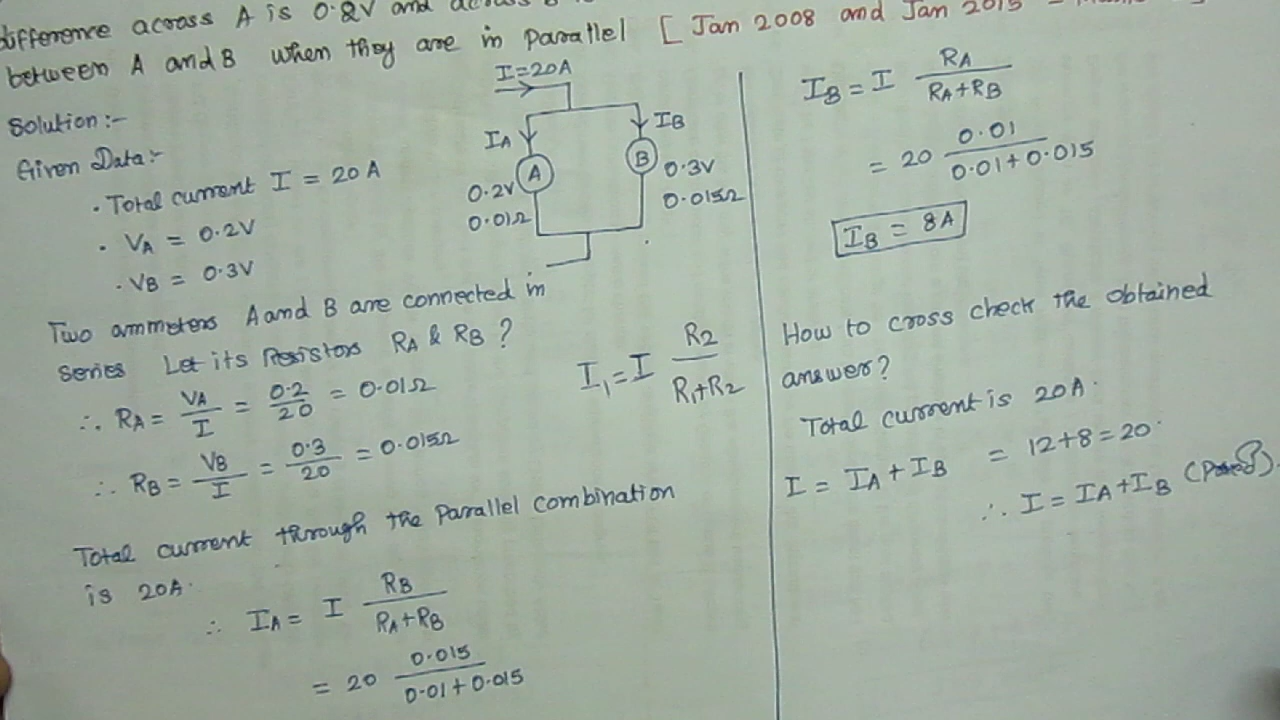 difference across A is 0.2V and across B is
between A and B when they are in parallel [ Jan 2008 and Jan 2015 -
Solution :-
Given Data :-
· Total current I = 20A
· VA = 0.2V
· VB = 0.3V
I = 20A
IA
IB
A
B
0.2V
0.01Ω
0.3V
0.015Ω
Two ammeters A and B are connected in
series Let its Resistors RA & RB ?
∴ RA = VA/I = 0.2/20 = 0.01Ω
∴ RB = VB/I = 0.3/20 = 0.015Ω
I1 = I R2/R1+R2
Total current through the Parallel combination
is 20A.
∴ IA = I RB/RA+RB
= 20 0.015/0.01+0.015
IB = I RA/RA+RB
= 20 0.01/0.01+0.015
IB = 8A
How to cross check the obtained
answer?
Total current is 20A.
I = IA + IB = 12+8 = 20.
∴ I = IA + IB